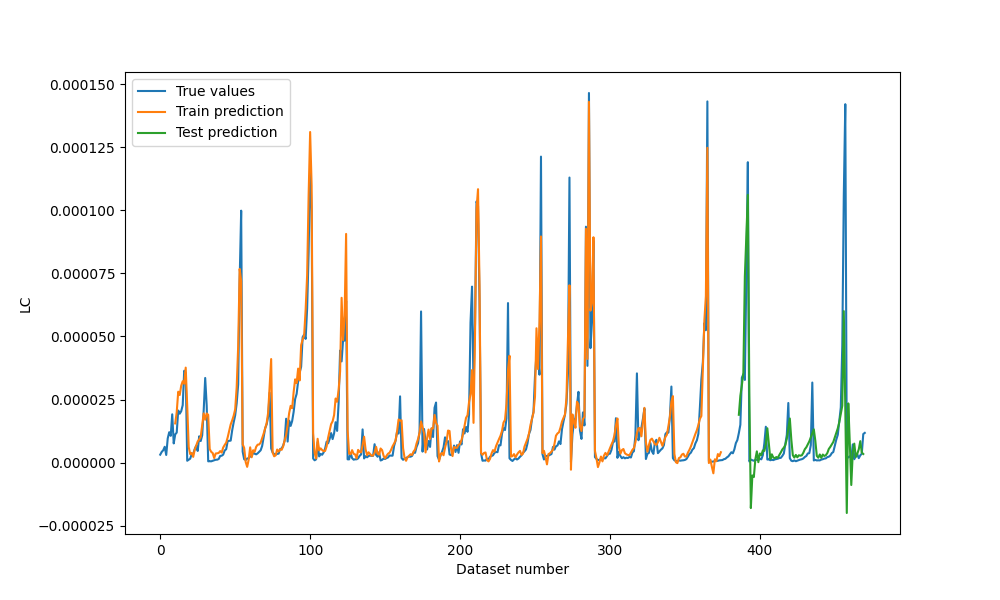 0.000150
0.000125
0.000100
0.000075
0.000050
0.000025
0.000000
−0.000025
LC
True values
Train prediction
Test prediction
0
100
200
300
400
Dataset number